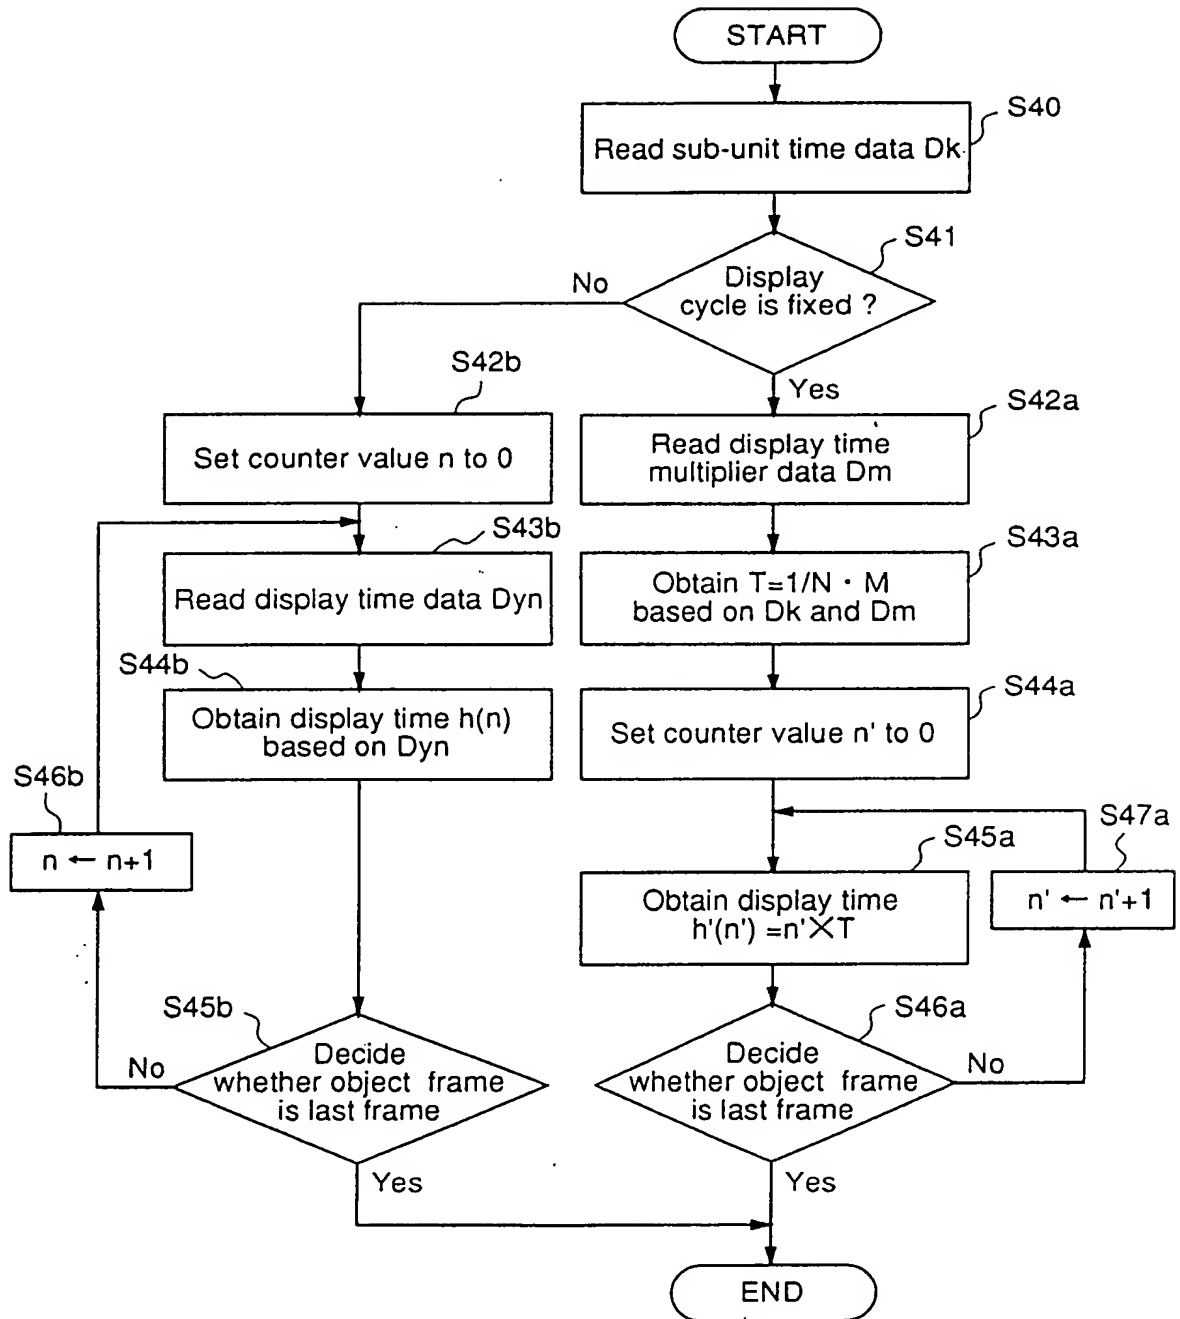 START
S40
Read sub-unit time data Dk
S41
Display
cycle is fixed ?
No
Yes
S42b
Set counter value n to 0
S42a
Read display time
multiplier data Dm
S43b
Read display time data Dyn
S43a
Obtain T=1/N · M
based on Dk and Dm
S44b
Obtain display time h(n)
based on Dyn
S44a
Set counter value n' to 0
S46b
n ← n+1
S47a
n' ← n'+1
S45a
Obtain display time
h'(n') =n'×T
S45b
Decide
whether object frame
is last frame
No
Yes
S46a
Decide
whether object frame
is last frame
No
Yes
END